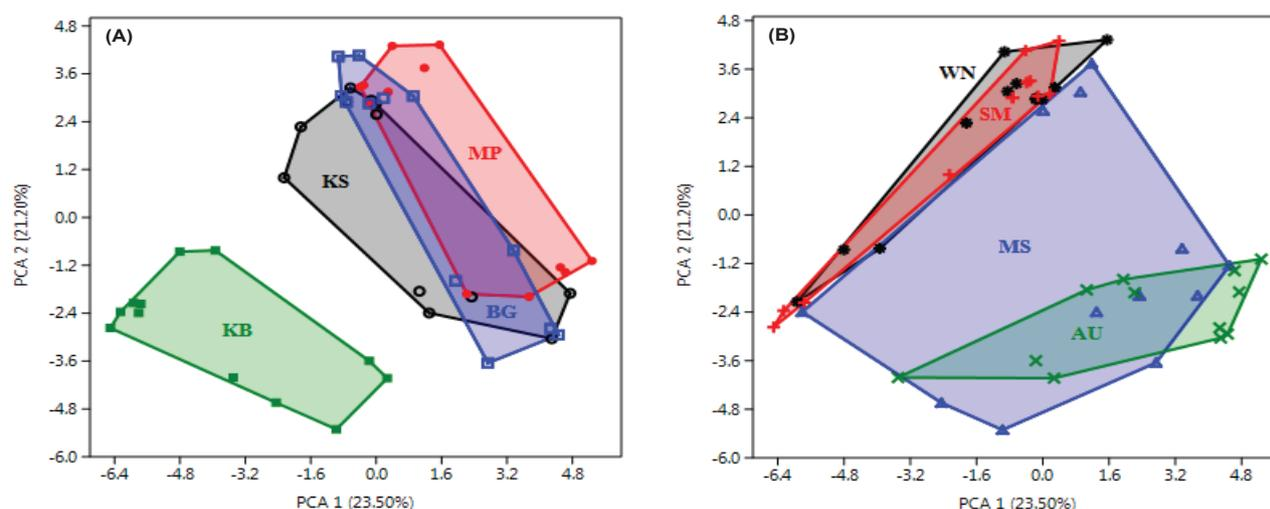 (A)
4.8
3.6
2.4
1.2
0.0
-1.2
-2.4
-3.6
-4.8
-6.0
PCA 2 (21.20%)
MP
KS
BG
KB
-6.4 -4.8 -3.2 -1.6 0.0 1.6 3.2 4.8
PCA 1 (23.50%)
(B)
4.8
3.6
2.4
1.2
0.0
-1.2
-2.4
-3.6
-4.8
-6.0
PCA 2 (21.20%)
WN
SM
MS
AU
-6.4 -4.8 -3.2 -1.6 0.0 1.6 3.2 4.8
PCA 1 (23.50%)